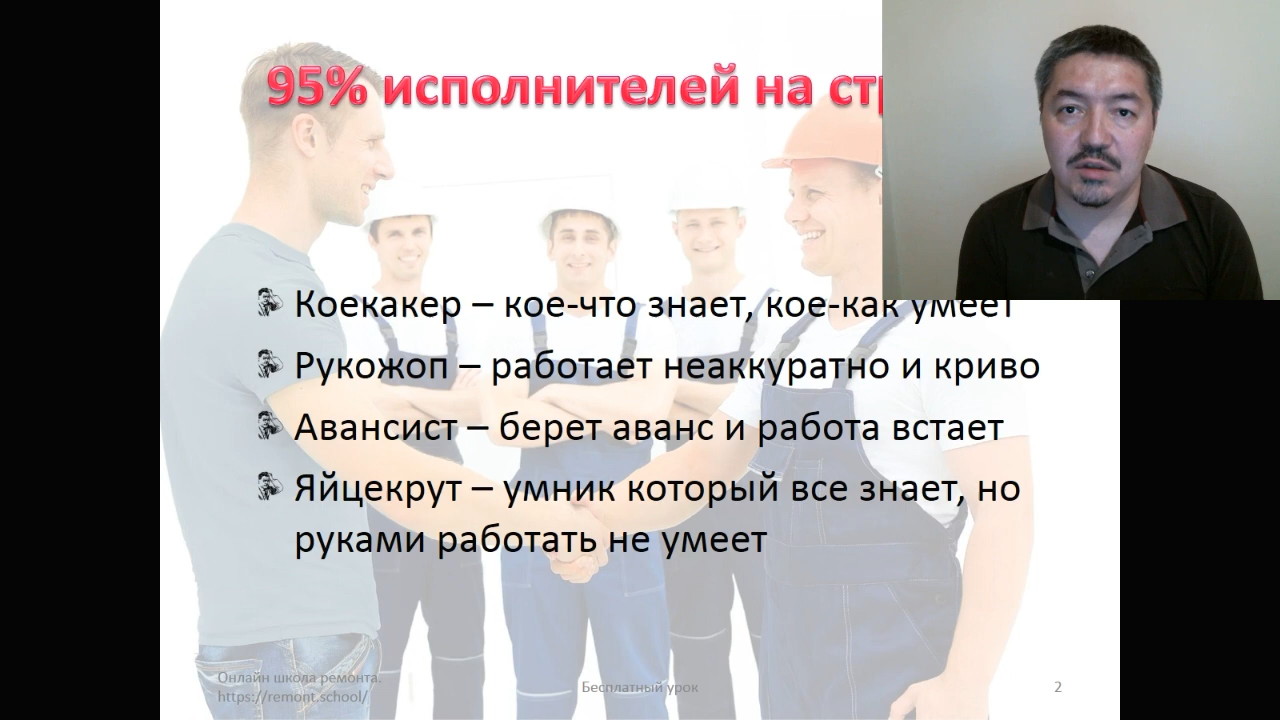 95% исполнителей на
Коекакер – кое-что знает, кое-как умеет
Рукожоп – работает неаккуратно и криво
Авансист – берет аванс и работа встает
Яйцекрут – умник который все знает, но
руками работать не умеет
Онлайн школа ремонта.
https://remont.school/
Бесплатный урок
2